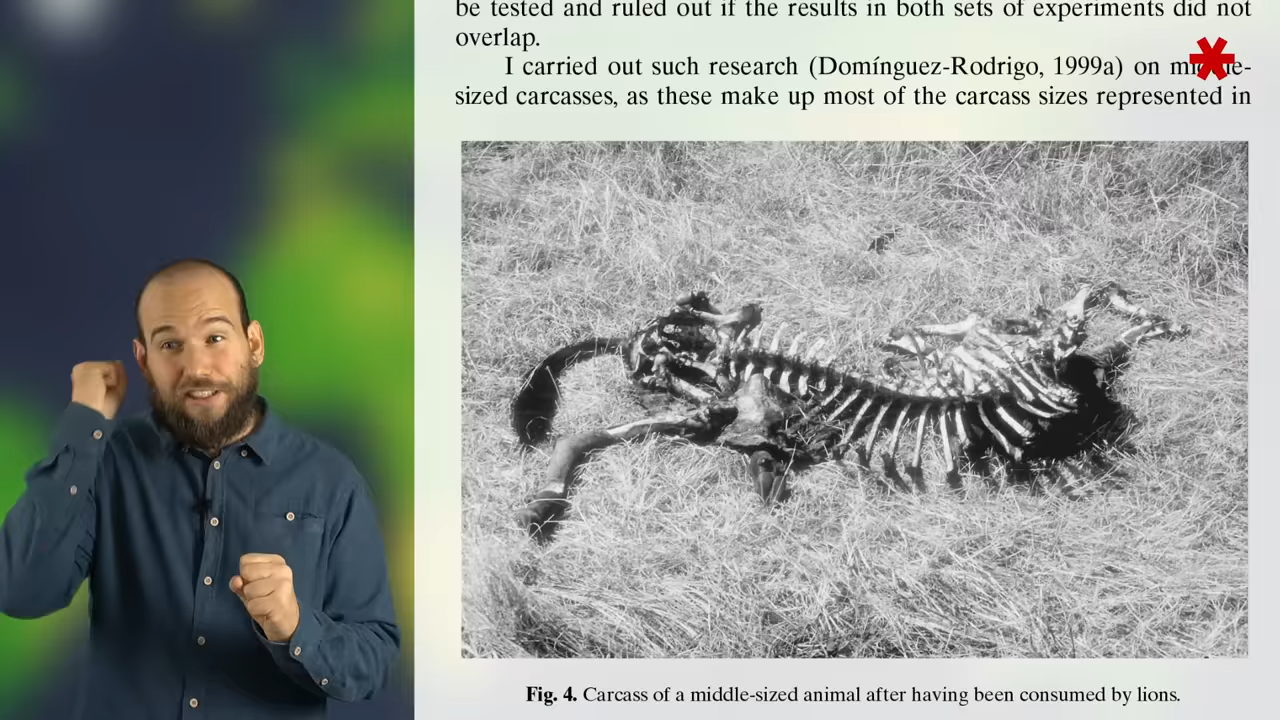 be tested and ruled out if the results in both sets of experiments did not
overlap.
I carried out such research (Domínguez-Rodrigo, 1999a) on
sized carcasses, as these make up most of the carcass sizes represented in
Fig. 4. Carcass of a middle-sized animal after having been consumed by lions.